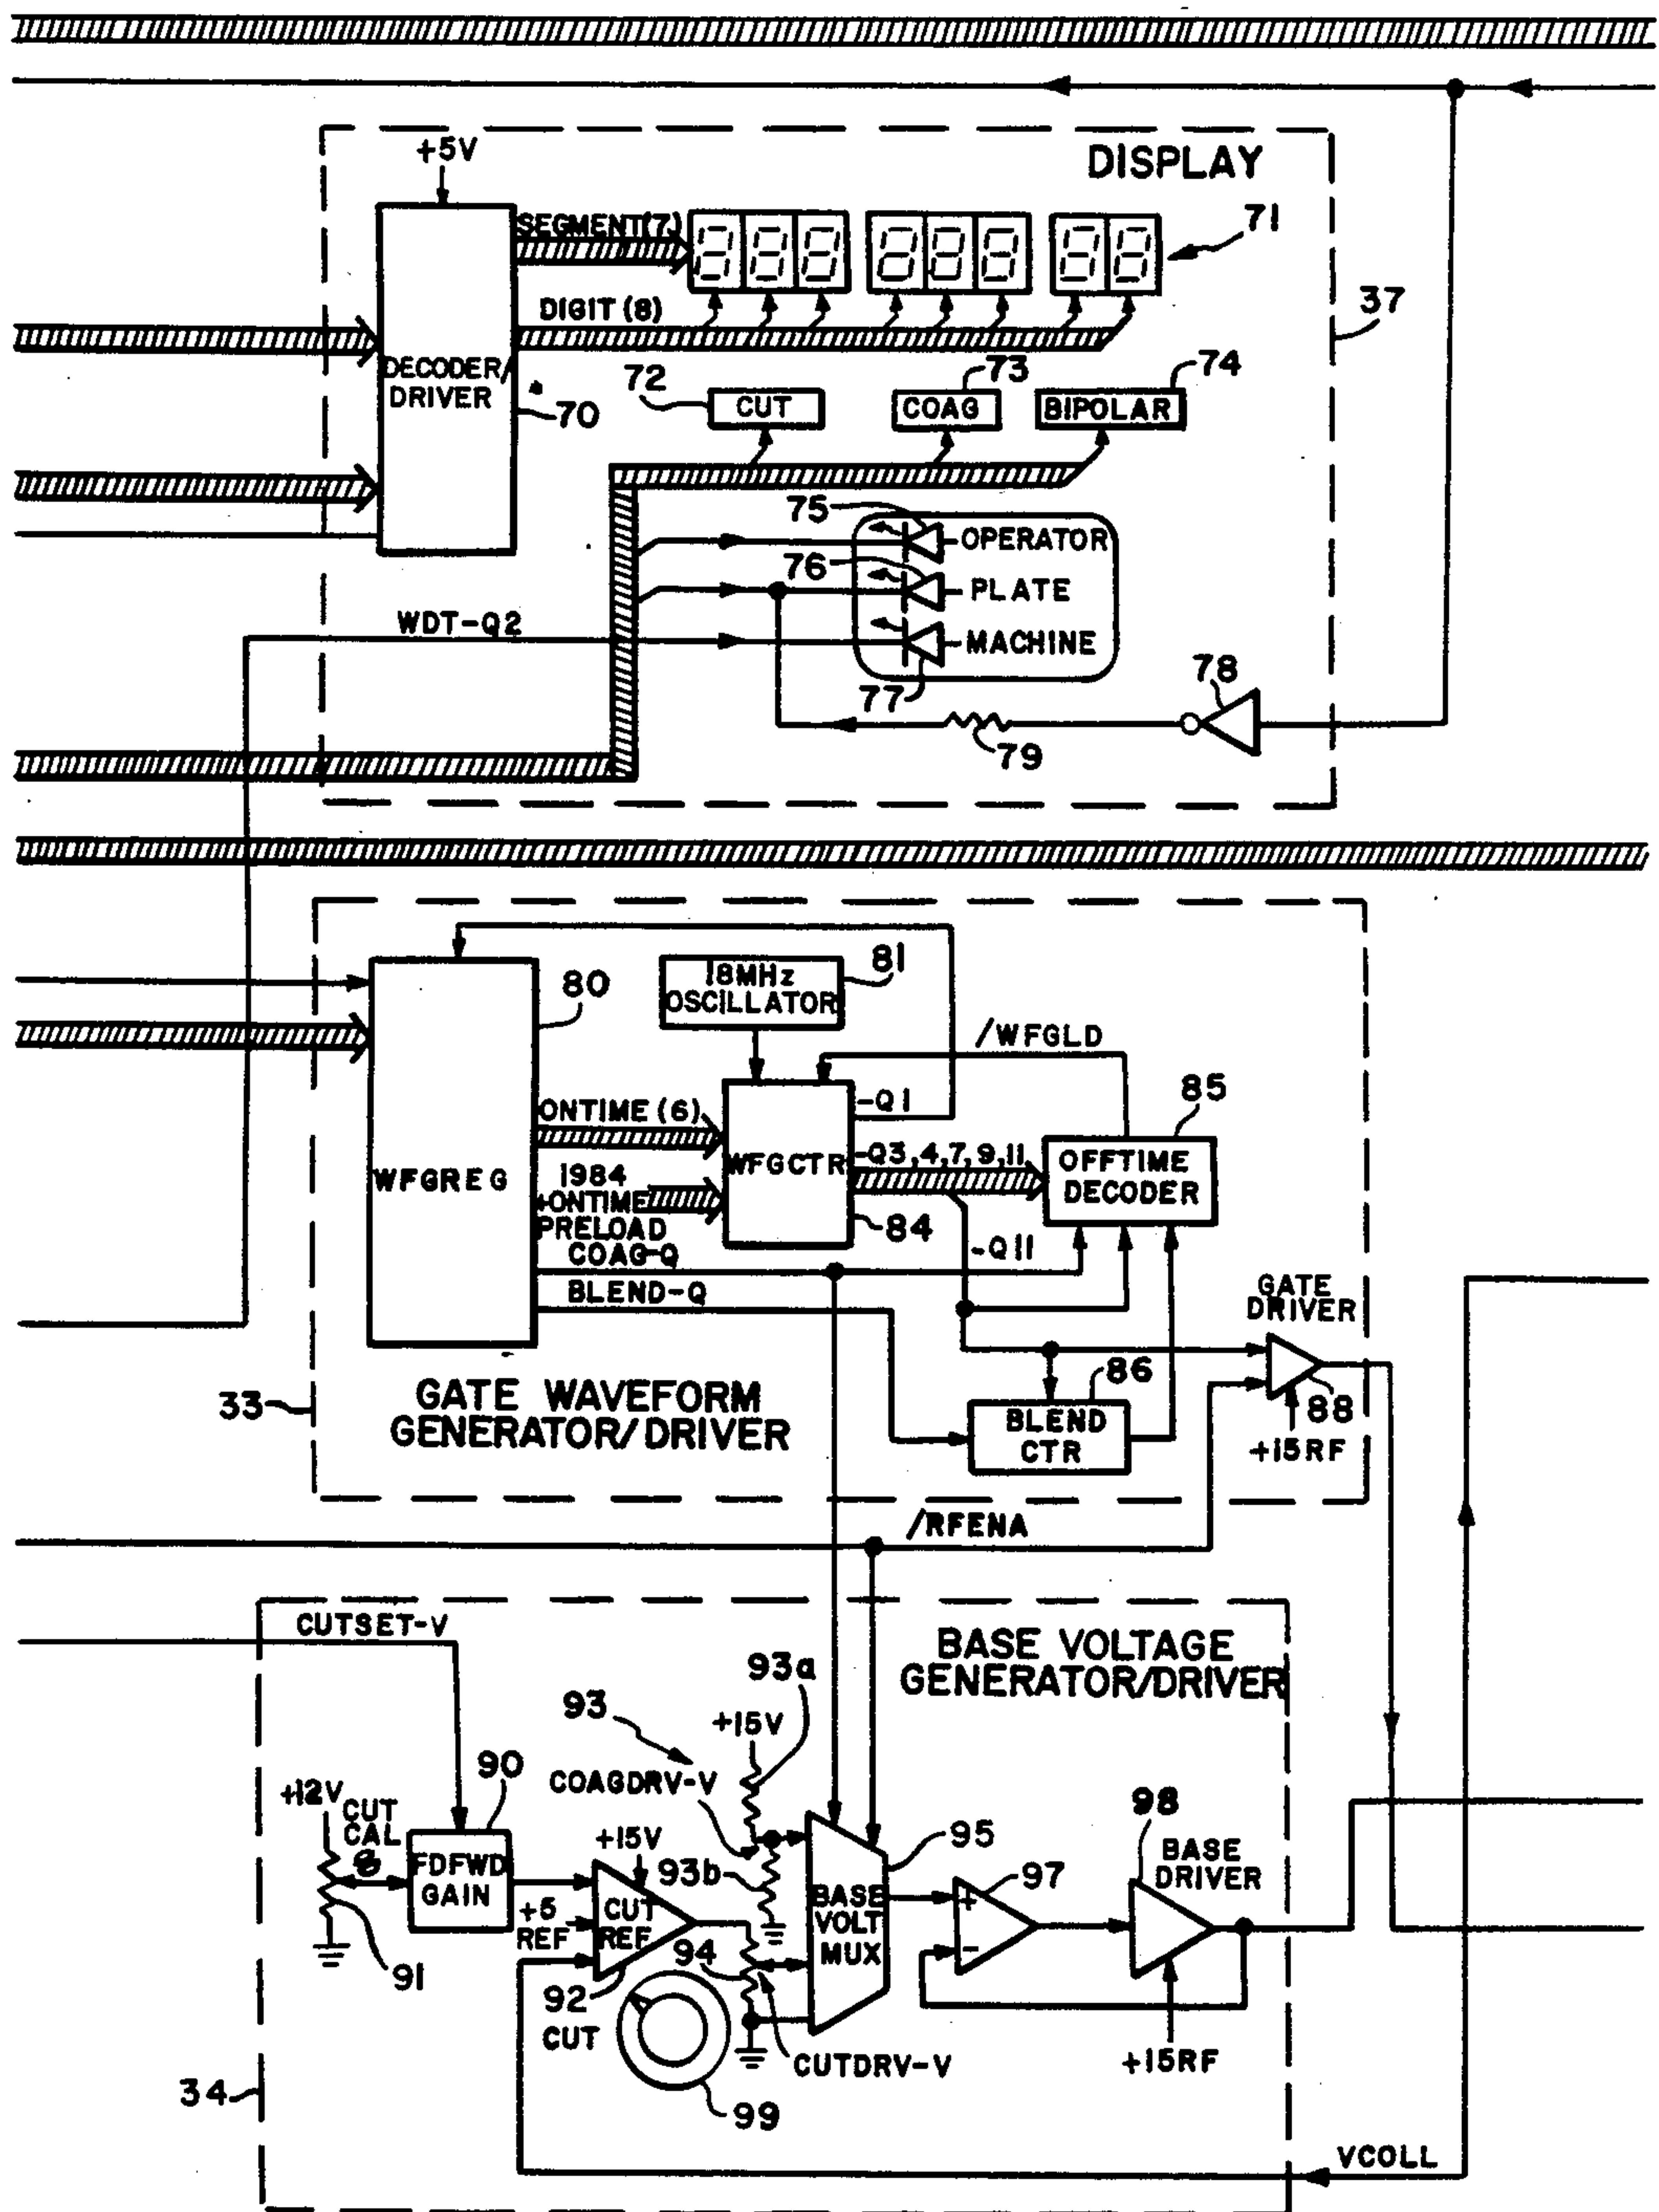 +5V
DISPLAY
SEGMENT(7)
71
DIGIT (8)
37
DECODER/
DRIVER
70
72
CUT
73
COAG
74
BIPOLAR
75
OPERATOR
76
PLATE
WDT-Q2
MACHINE
77
78
79
80
18MHz
OSCILLATOR
81
/WFGLD
ONTIME (6)
-Q1
85
WFGREG
WFGCTR
-Q3,4,7,9,11
OFFTIME
DECODER
1984
+ONTIME
PRELOAD
84
COAG-Q
-Q11
BLEND-Q
GATE
DRIVER
86
33
GATE WAVEFORM
GENERATOR/DRIVER
BLEND
CTR
88
+15RF
/RFENA
CUTSET-V
BASE VOLTAGE
GENERATOR/DRIVER
93a
93
+15V
COAGDRV-V
90
+12V
CUT
CAL
8
FDFWD
GAIN
+15V
93b
95
98
BASE
DRIVER
97
+5
REF
CUT
REF
BASE
VOLT
MUX
+
-
91
92
94
CUT
CUTDRV-V
+15RF
34
99
VCOLL